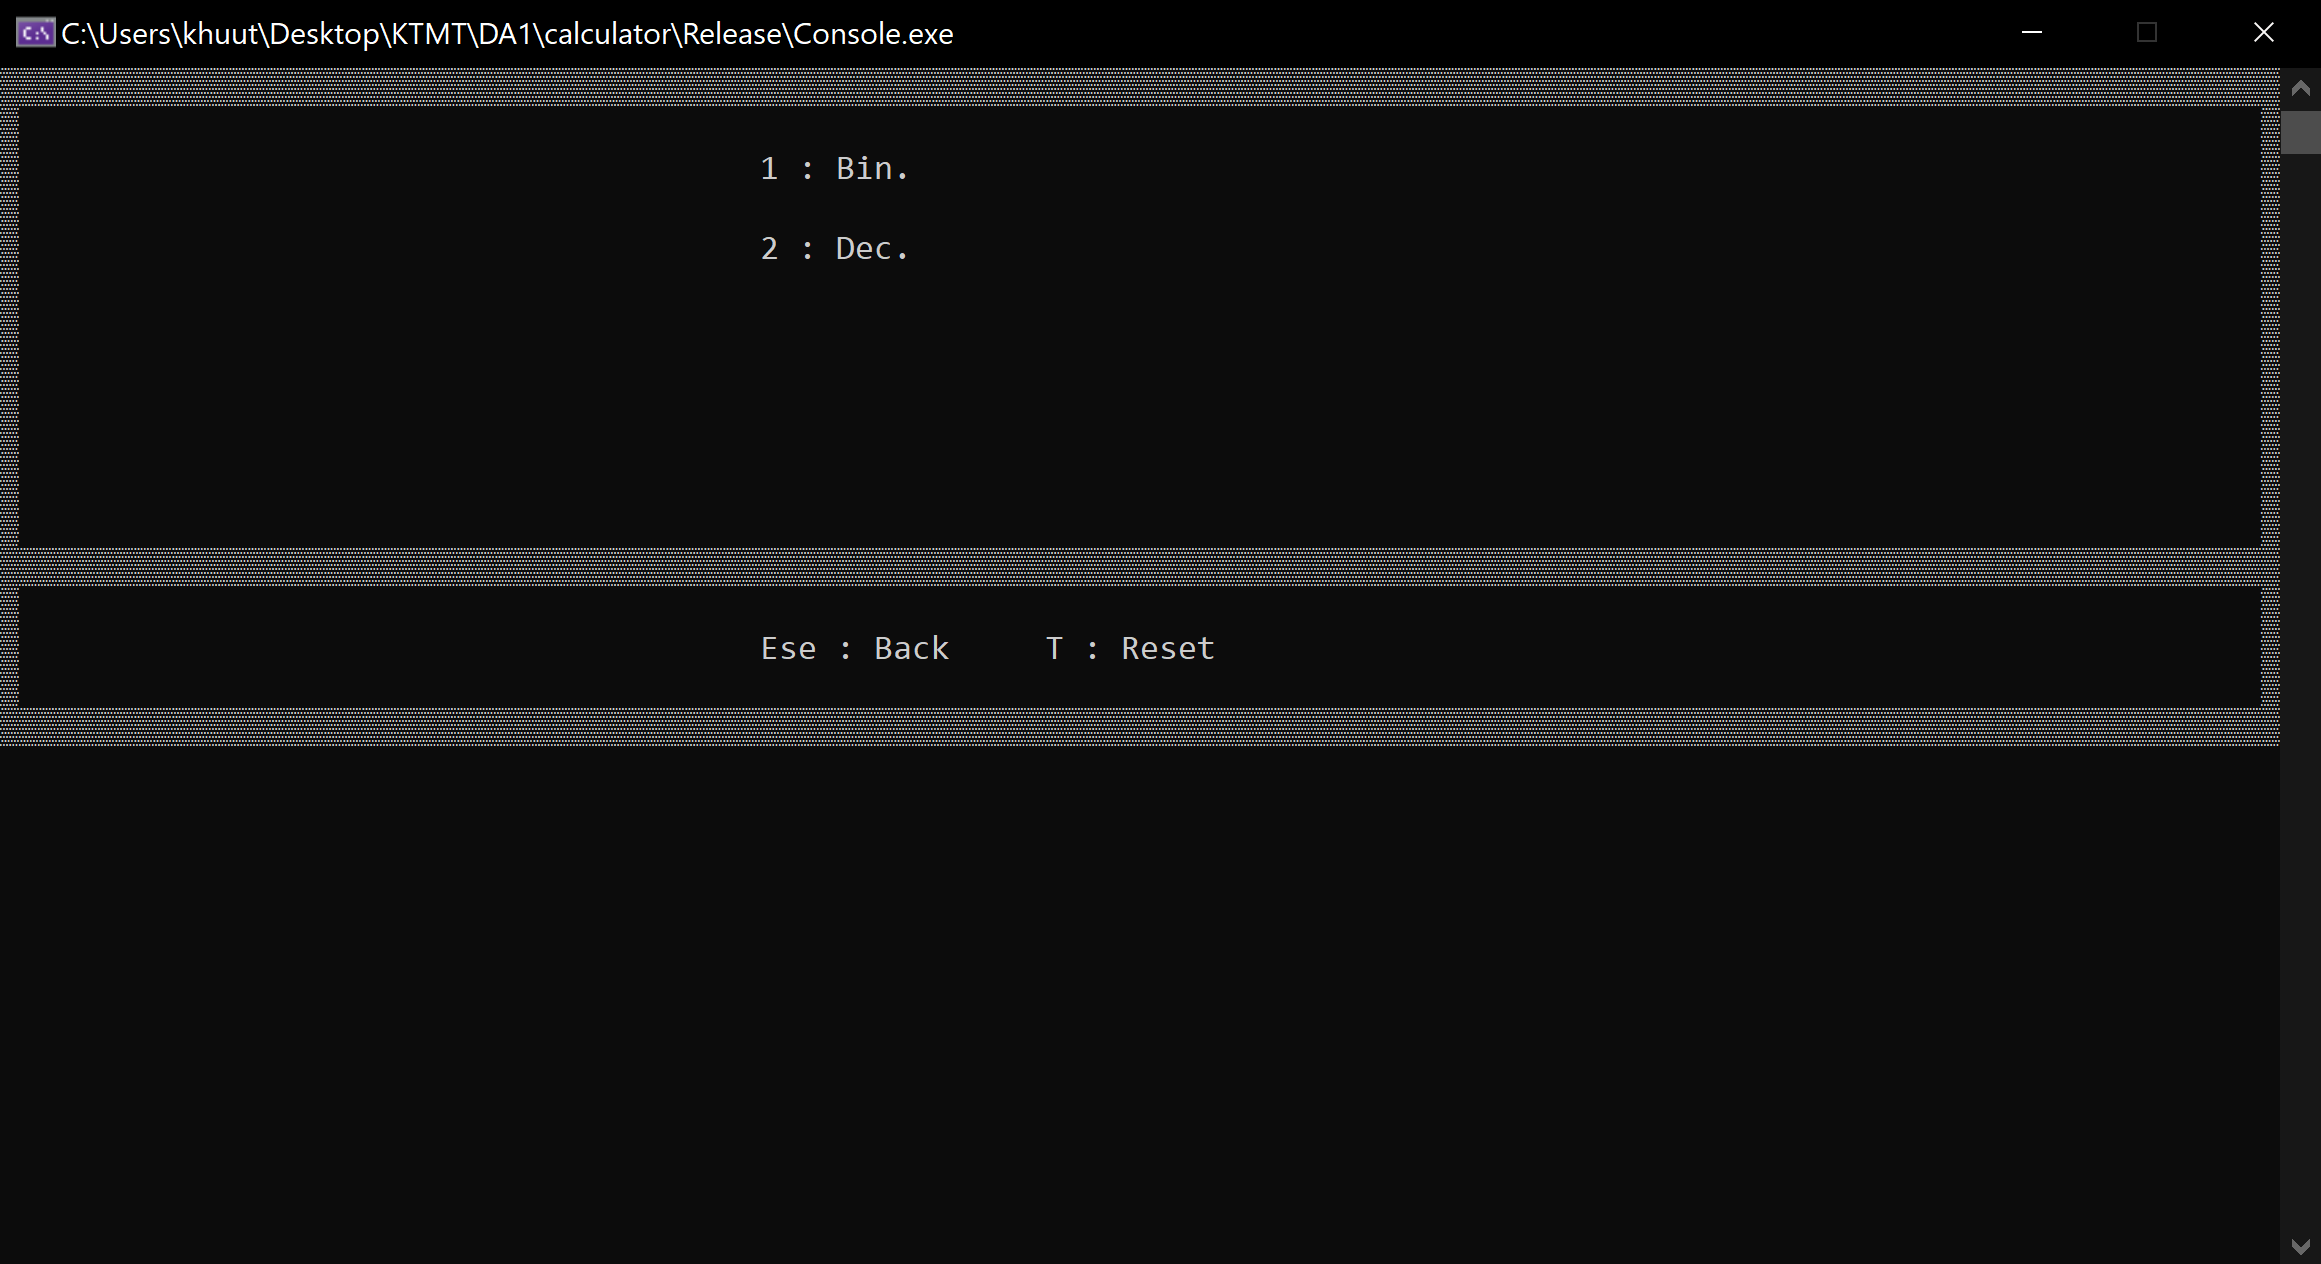 C:\Users\khuut\Desktop\KTMT\DA1\calculator\Release\Console.exe
1 : Bin.
2 : Dec.
Ese : Back     T : Reset